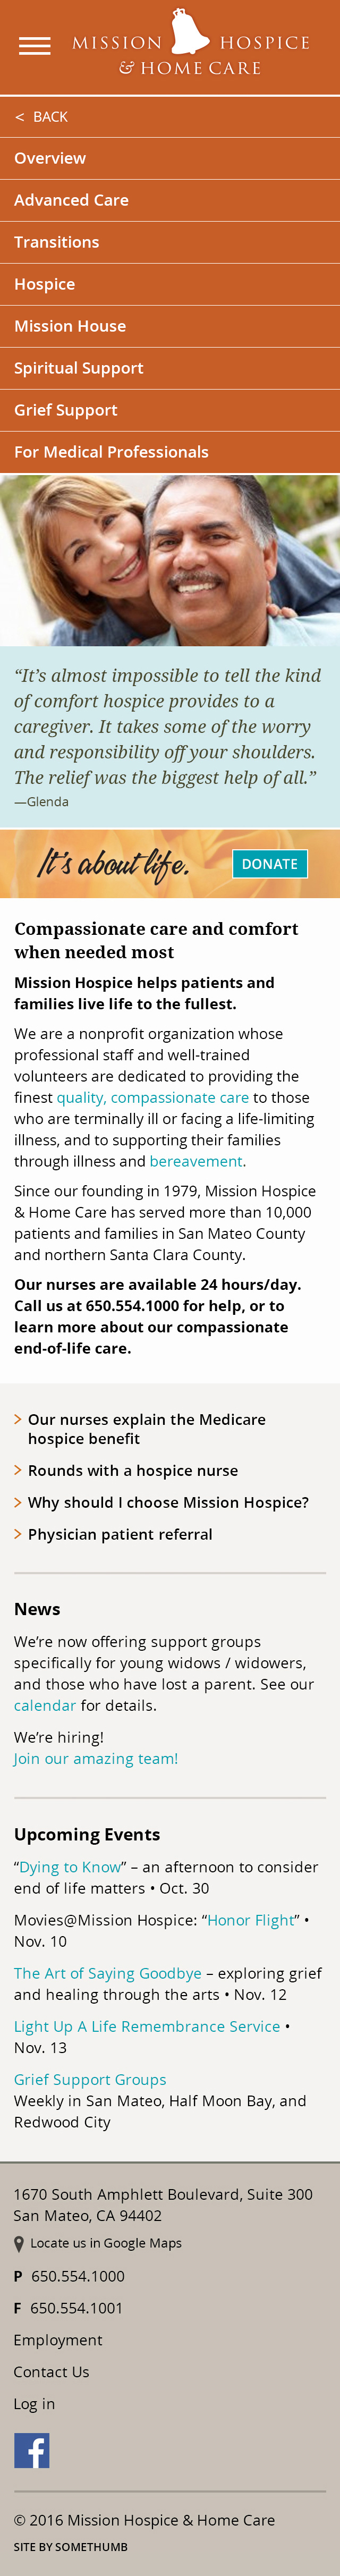 MISSION HOSPICE
& HOME CARE
< BACK
Overview
Advanced Care
Transitions
Hospice
Mission House
Spiritual Support
Grief Support
For Medical Professionals
“It’s almost impossible to tell the kind
of comfort hospice provides to a
caregiver. It takes some of the worry
and responsibility off your shoulders.
The relief was the biggest help of all.”
—Glenda
It’s about life.
DONATE
Compassionate care and comfort
when needed most
Mission Hospice helps patients and
families live life to the fullest.
We are a nonprofit organization whose
professional staff and well-trained
volunteers are dedicated to providing the
finest quality, compassionate care to those
who are terminally ill or facing a life-limiting
illness, and to supporting their families
through illness and bereavement.
Since our founding in 1979, Mission Hospice
& Home Care has served more than 10,000
patients and families in San Mateo County
and northern Santa Clara County.
Our nurses are available 24 hours/day.
Call us at 650.554.1000 for help, or to
learn more about our compassionate
end-of-life care.
> Our nurses explain the Medicare
hospice benefit
> Rounds with a hospice nurse
> Why should I choose Mission Hospice?
> Physician patient referral
News
We’re now offering support groups
specifically for young widows / widowers,
and those who have lost a parent. See our
calendar for details.
We’re hiring!
Join our amazing team!
Upcoming Events
“Dying to Know” – an afternoon to consider
end of life matters • Oct. 30
Movies@Mission Hospice: “Honor Flight” •
Nov. 10
The Art of Saying Goodbye – exploring grief
and healing through the arts • Nov. 12
Light Up A Life Remembrance Service •
Nov. 13
Grief Support Groups
Weekly in San Mateo, Half Moon Bay, and
Redwood City
1670 South Amphlett Boulevard, Suite 300
San Mateo, CA 94402
Locate us in Google Maps
P 650.554.1000
F 650.554.1001
Employment
Contact Us
Log in
f
© 2016 Mission Hospice & Home Care
SITE BY SOMETHUMB